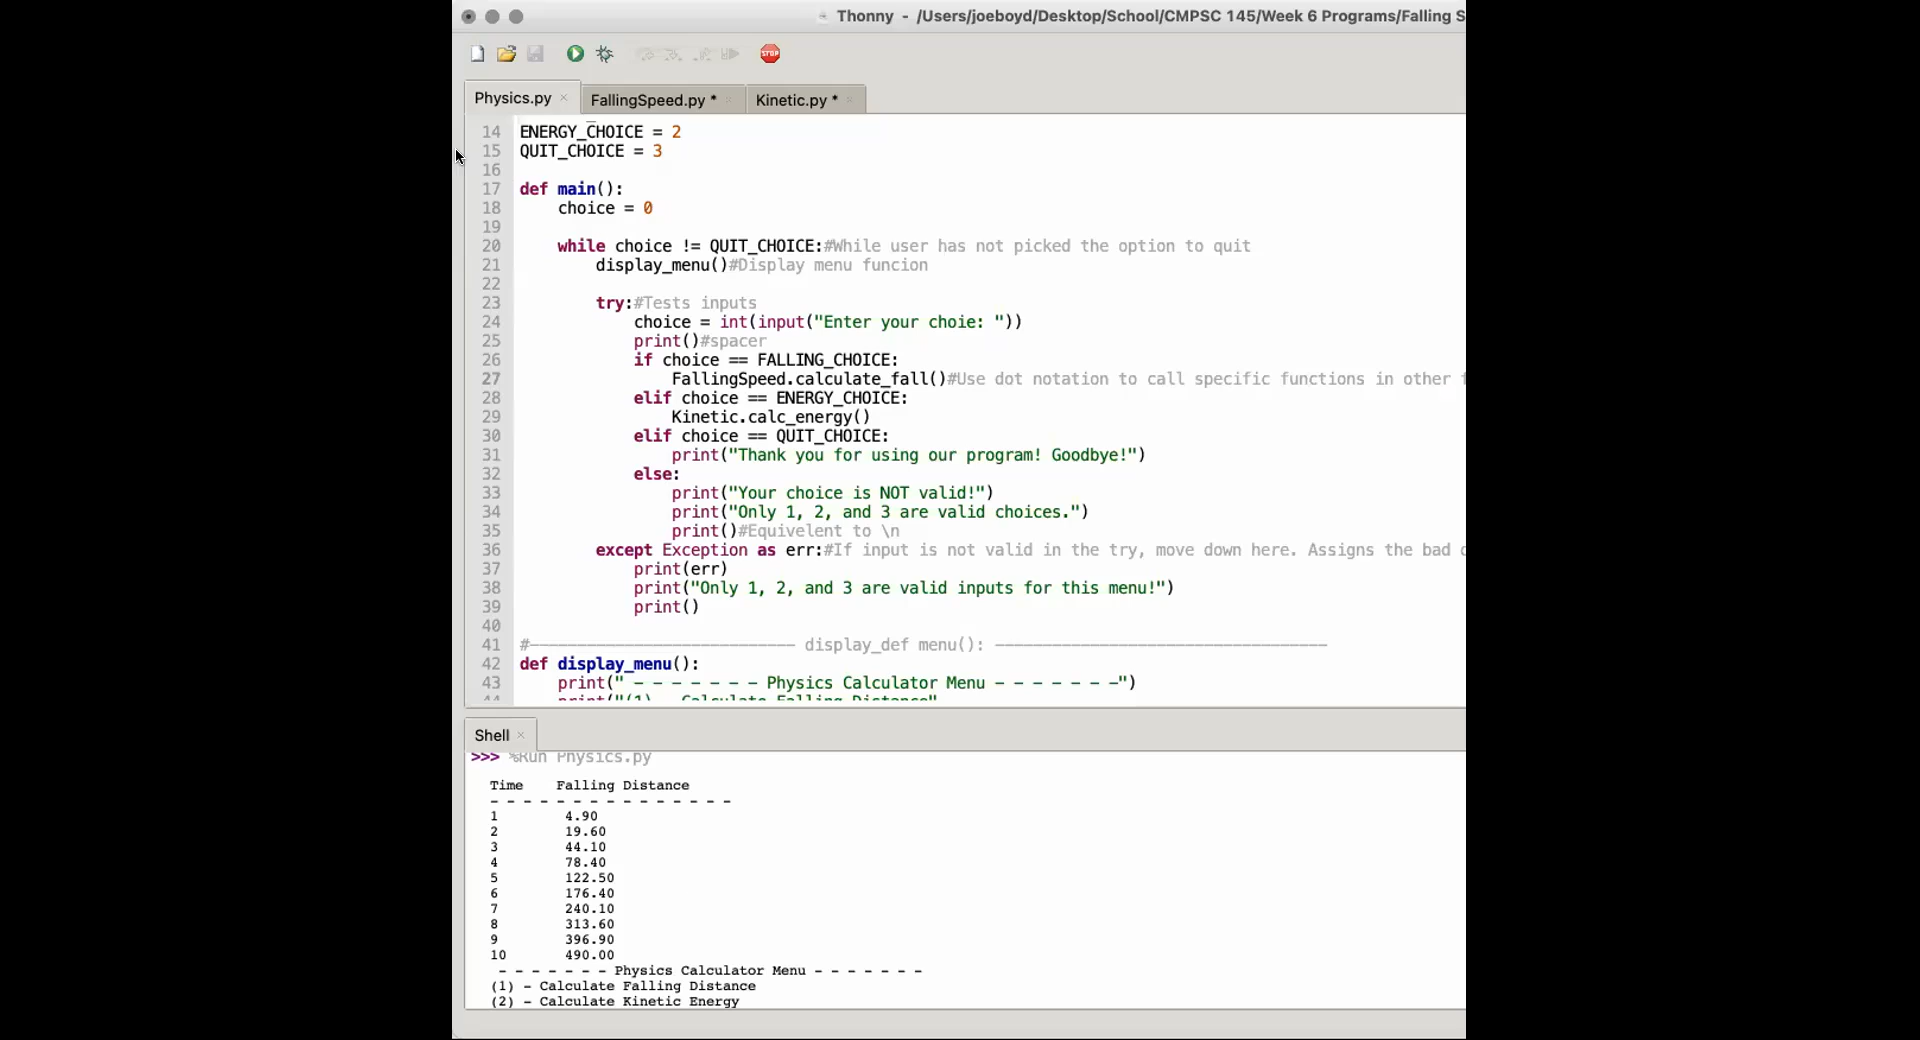 Thonny - /Users/joeboyd/Desktop/School/CMPSC 145/Week 6 Programs/Falling S
STOP
Physics.py × FallingSpeed.py * × Kinetic.py * ×
14 ENERGY_CHOICE = 2
15 QUIT_CHOICE = 3
16
17 def main():
18 choice = 0
19
20 while choice != QUIT_CHOICE:#While user has not picked the option to quit
21 display_menu()#Display menu funcion
22
23 try:#Tests inputs
24 choice = int(input("Enter your choie: "))
25 print()#spacer
26 if choice == FALLING_CHOICE:
27 FallingSpeed.calculate_fall()#Use dot notation to call specific functions in other
28 elif choice == ENERGY_CHOICE:
29 Kinetic.calc_energy()
30 elif choice == QUIT_CHOICE:
31 print("Thank you for using our program! Goodbye!")
32 else:
33 print("Your choice is NOT valid!")
34 print("Only 1, 2, and 3 are valid choices.")
35 print()#Equivelent to \n
36 except Exception as err:#If input is not valid in the try, move down here. Assigns the bad
37 print(err)
38 print("Only 1, 2, and 3 are valid inputs for this menu!")
39 print()
40
41 #---------------------------- display_def menu(): -----------------------------------
42 def display_menu():
43 print(" - - - - - - - Physics Calculator Menu - - - - - - -")
44 print("(1) - Calculate Falling Distance"
Shell ×
>>> %Run Physics.py
Time Falling Distance
- - - - - - - - - - - - - - -
1 4.90
2 19.60
3 44.10
4 78.40
5 122.50
6 176.40
7 240.10
8 313.60
9 396.90
10 490.00
- - - - - - - Physics Calculator Menu - - - - - - -
(1) - Calculate Falling Distance
(2) - Calculate Kinetic Energy